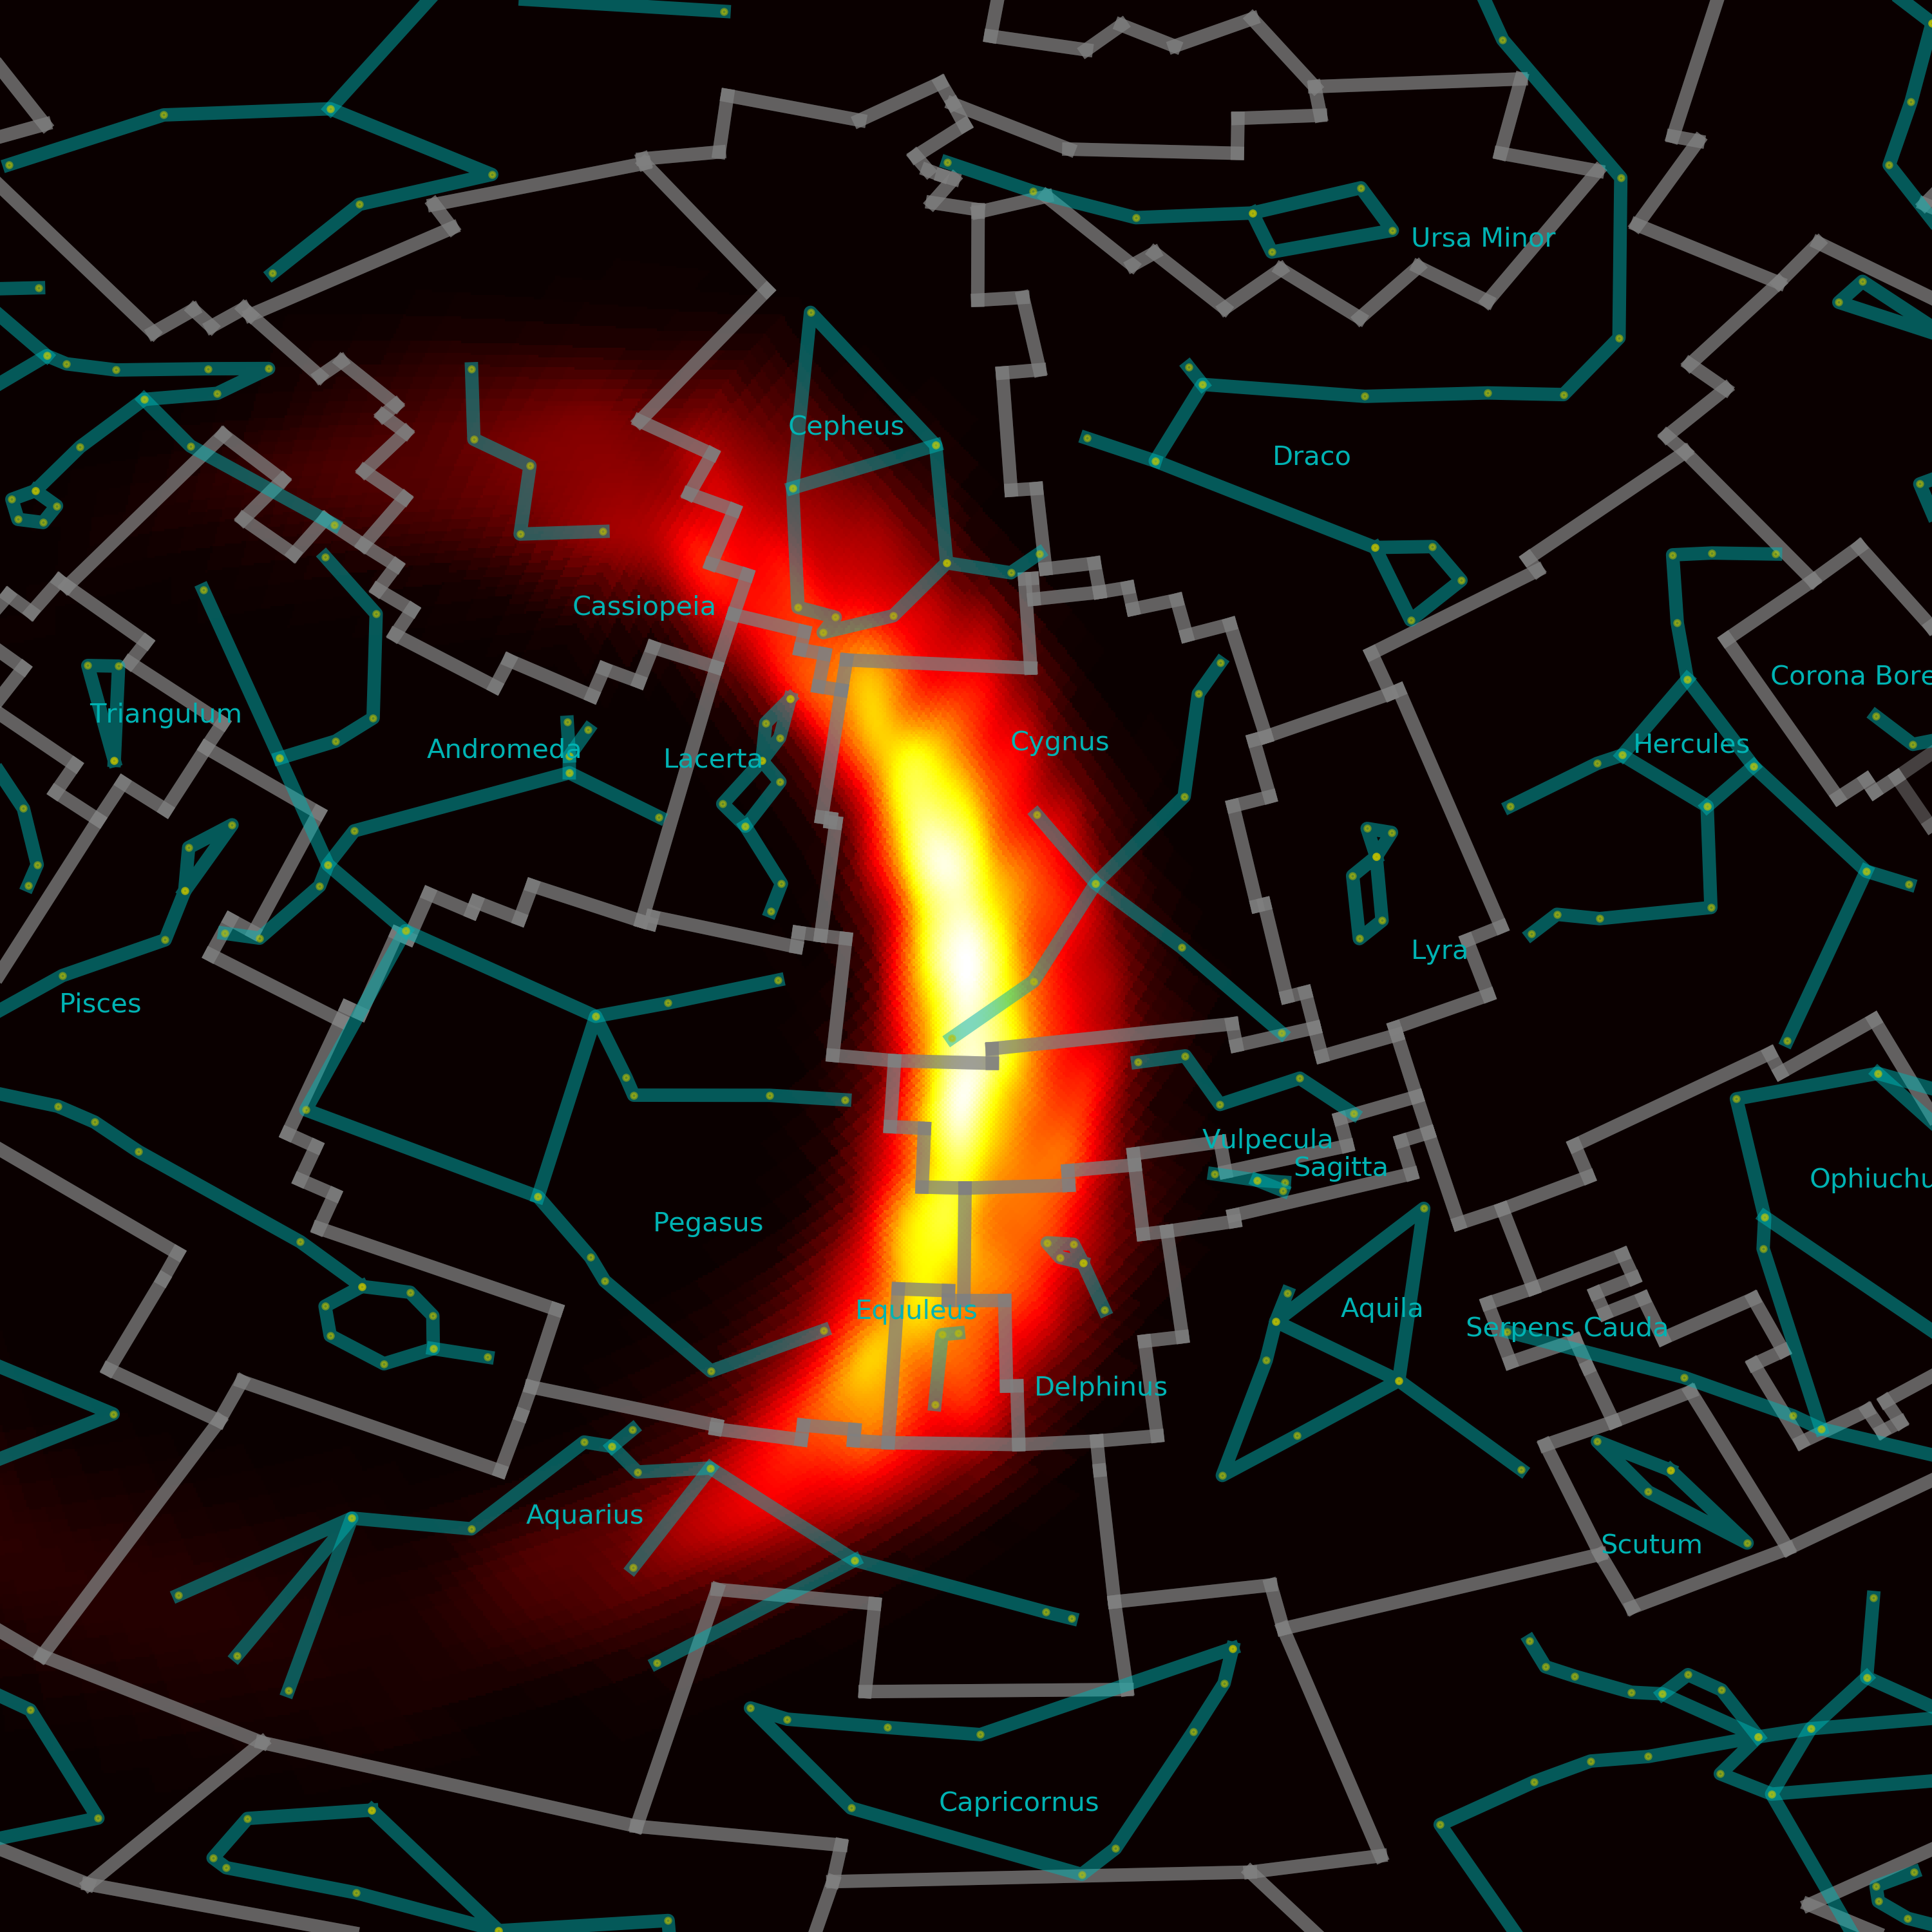 Ursa Minor
Cepheus
Draco
Cassiopeia
Corona Bore
Triangulum
Andromeda
Lacerta
Cygnus
Hercules
Lyra
Pisces
Vulpecula
Sagitta
Ophiuchu
Pegasus
Equuleus
Aquila
Serpens Cauda
Delphinus
Aquarius
Scutum
Capricornus